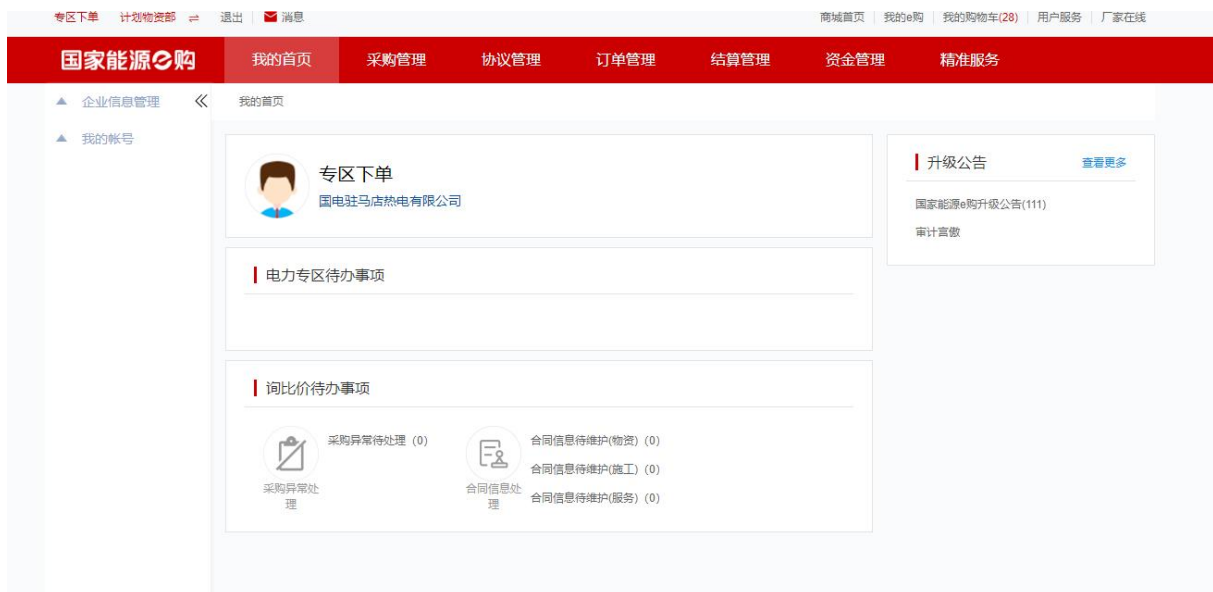 专区下单 计划物资部 ⇌ 退出 消息 商城首页 我的e购 我的购物车(28) 用户服务 厂家在线
国家能源e购 我的首页 采购管理 协议管理 订单管理 结算管理 资金管理 精准服务
企业信息管理
我的首页
我的帐号
专区下单
国电驻马店热电有限公司
升级公告 查看更多
国家能源e购升级公告(111)
审计宫傲
电力专区待办事项
询比价待办事项
采购异常待处理 (0)
采购异常处
理
合同信息待维护(物资) (0)
合同信息待维护(施工) (0)
合同信息待维护(服务) (0)
合同信息处
理